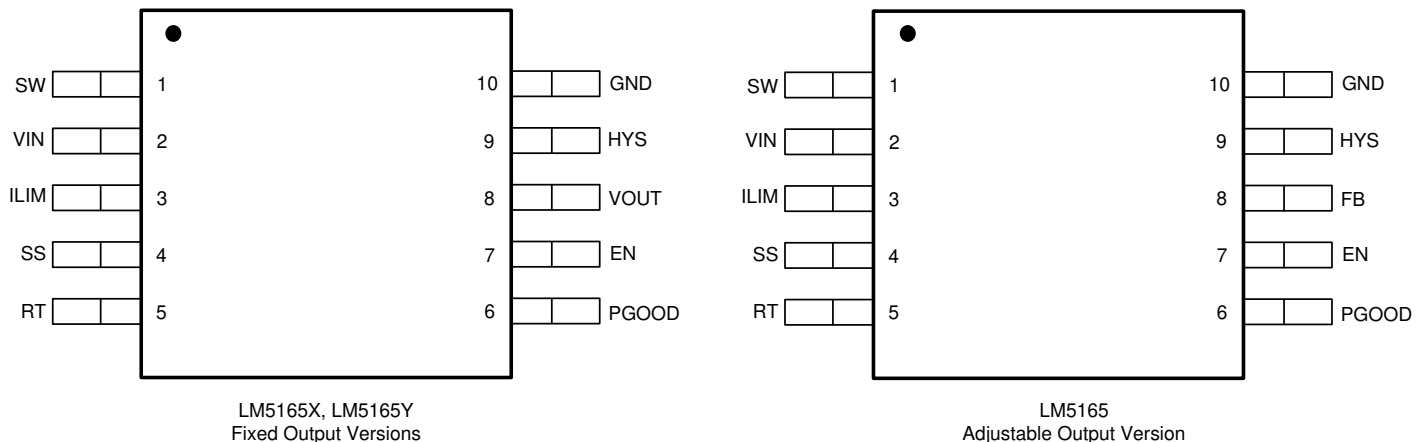 SW 1 10 GND
VIN 2 9 HYS
ILIM 3 8 VOUT
SS 4 7 EN
RT 5 6 PGOOD
LM5165X, LM5165Y
Fixed Output Versions
SW 1 10 GND
VIN 2 9 HYS
ILIM 3 8 FB
SS 4 7 EN
RT 5 6 PGOOD
LM5165
Adjustable Output Version